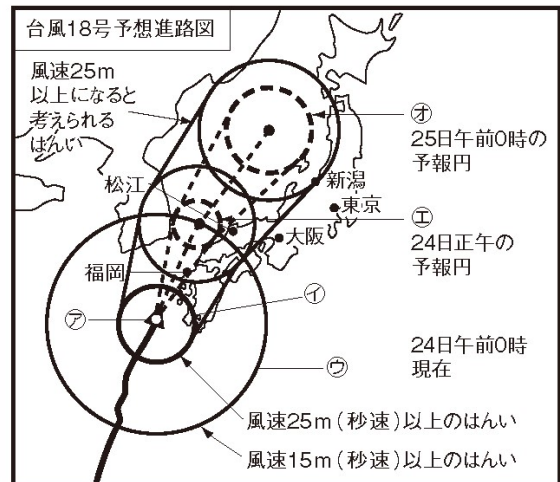 台風18号予想進路図
風速25m
以上になると
考えられる
はんい
㋔
25日午前0時の
予報円
新潟
東京
松江
㋓
大阪
24日正午の
予報円
福岡
㋑
㋐
㋒
24日午前0時
現在
風速25m(秒速)以上のはんい
風速15m(秒速)以上のはんい